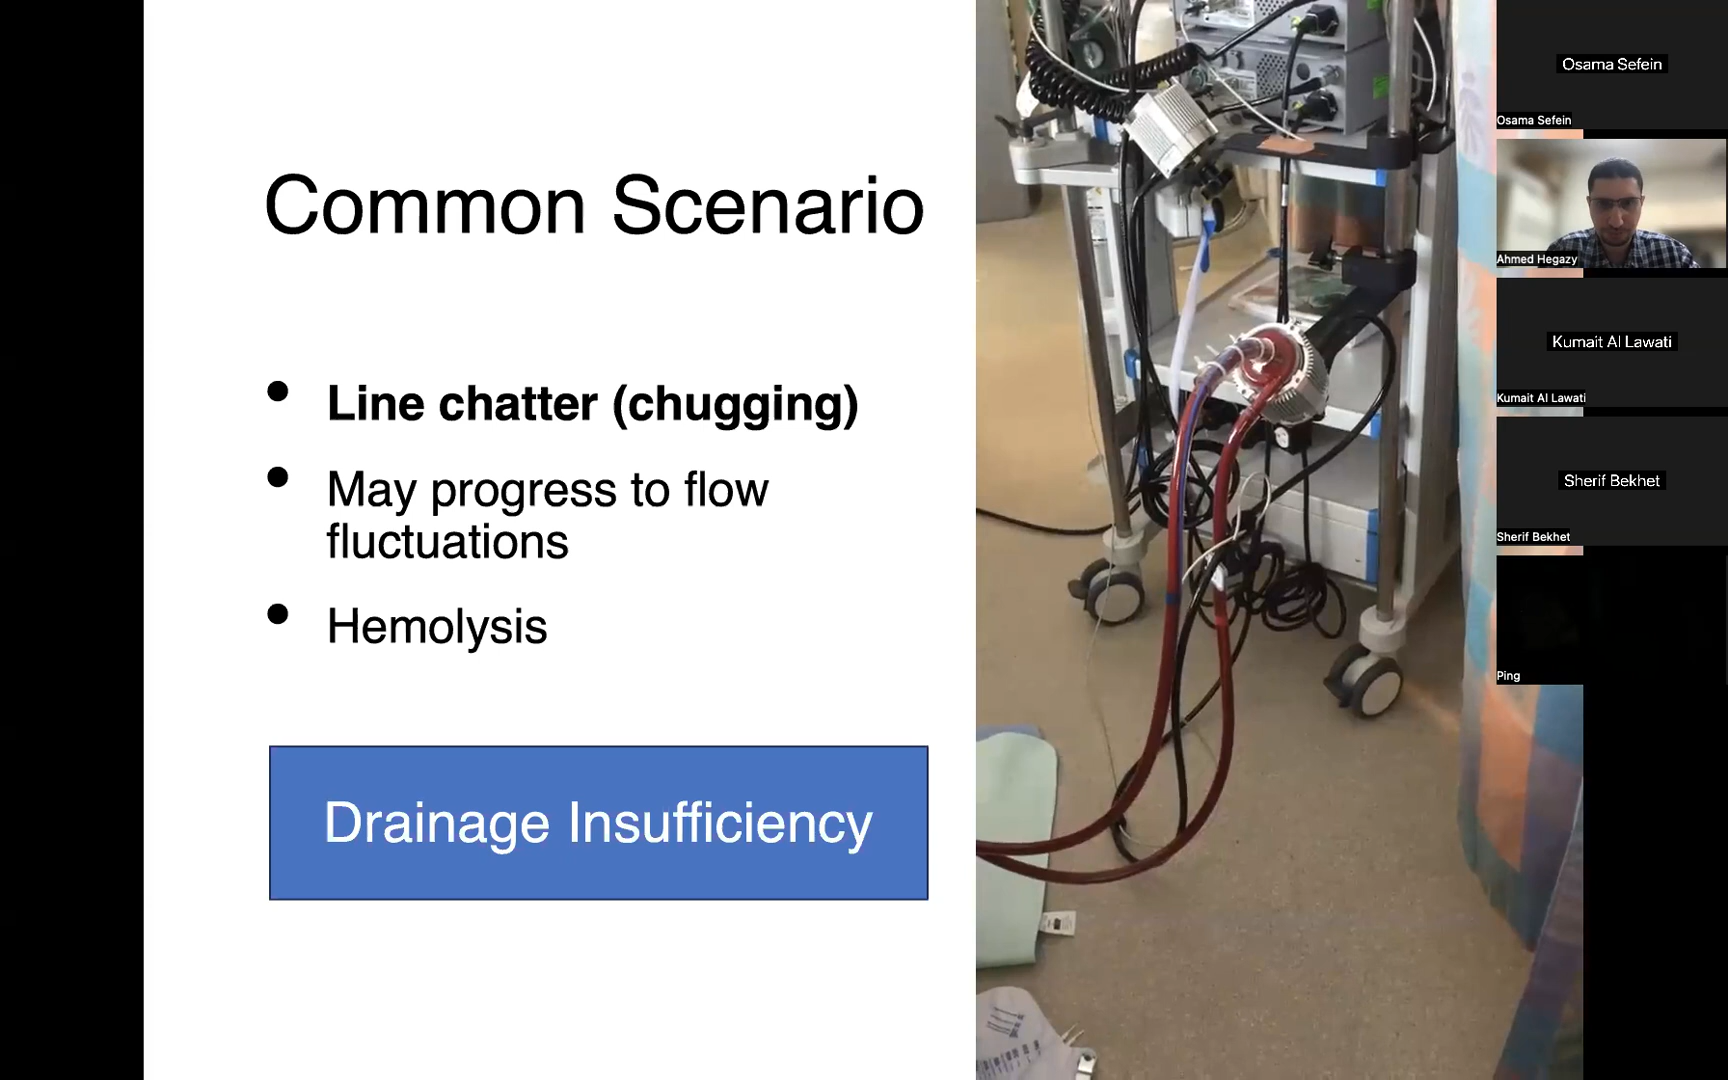 Common Scenario
• Line chatter (chugging)
• May progress to flow
fluctuations
• Hemolysis
Drainage Insufficiency
Osama Sefein
Osama Sefein
Ahmed Hegazy
Kumait Al Lawati
Kumait Al Lawati
Sherif Bekhet
Sherif Bekhet
Ping